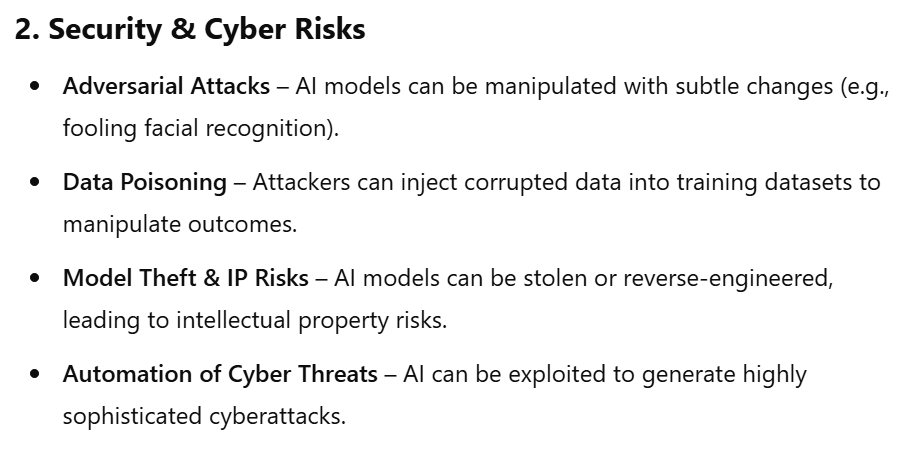 2. Security & Cyber Risks
• Adversarial Attacks – AI models can be manipulated with subtle changes (e.g.,
fooling facial recognition).
• Data Poisoning – Attackers can inject corrupted data into training datasets to
manipulate outcomes.
• Model Theft & IP Risks – AI models can be stolen or reverse-engineered,
leading to intellectual property risks.
• Automation of Cyber Threats – AI can be exploited to generate highly
sophisticated cyberattacks.